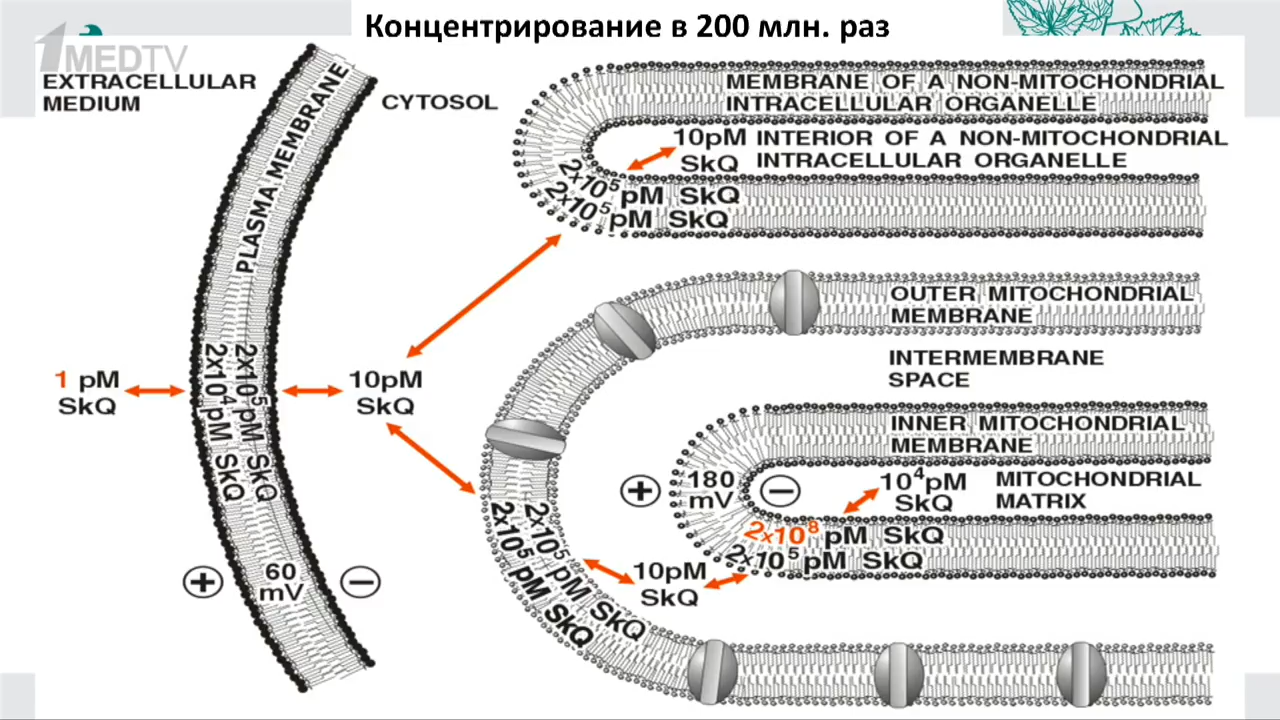 Концентрирование в 200 млн. раз
1MEDTV
EXTRACELLULAR
MEDIUM
PLASMA MEMBRANE
CYTOSOL
MEMBRANE OF A NON-MITOCHONDRIAL
INTRACELLULAR ORGANELLE
10pM
SkQ
INTERIOR OF A NON-MITOCHONDRIAL
INTRACELLULAR ORGANELLE
2x10⁵ pM SkQ
2x10⁵ pM SkQ
OUTER MITOCHONDRIAL
MEMBRANE
INTERMEMBRANE
SPACE
1 pM
SkQ
2x10⁴ pM SkQ
2x10⁵ pM SkQ
10pM
SkQ
INNER MITOCHONDRIAL
MEMBRANE
+
180
mV
−
10⁴pM
SkQ
MITOCHONDRIAL
MATRIX
2x10⁸ pM SkQ
2x10⁵ pM SkQ
2x10⁵ pM SkQ
2x10⁵ pM SkQ
10pM
SkQ
+
60
mV
−